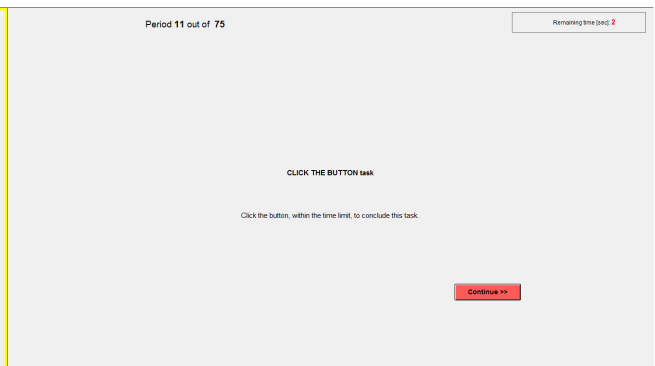 Period 11 out of 75
Remaining time [sec]: 2
CLICK THE BUTTON task
Click the button, within the time limit, to conclude this task.
Continue >>